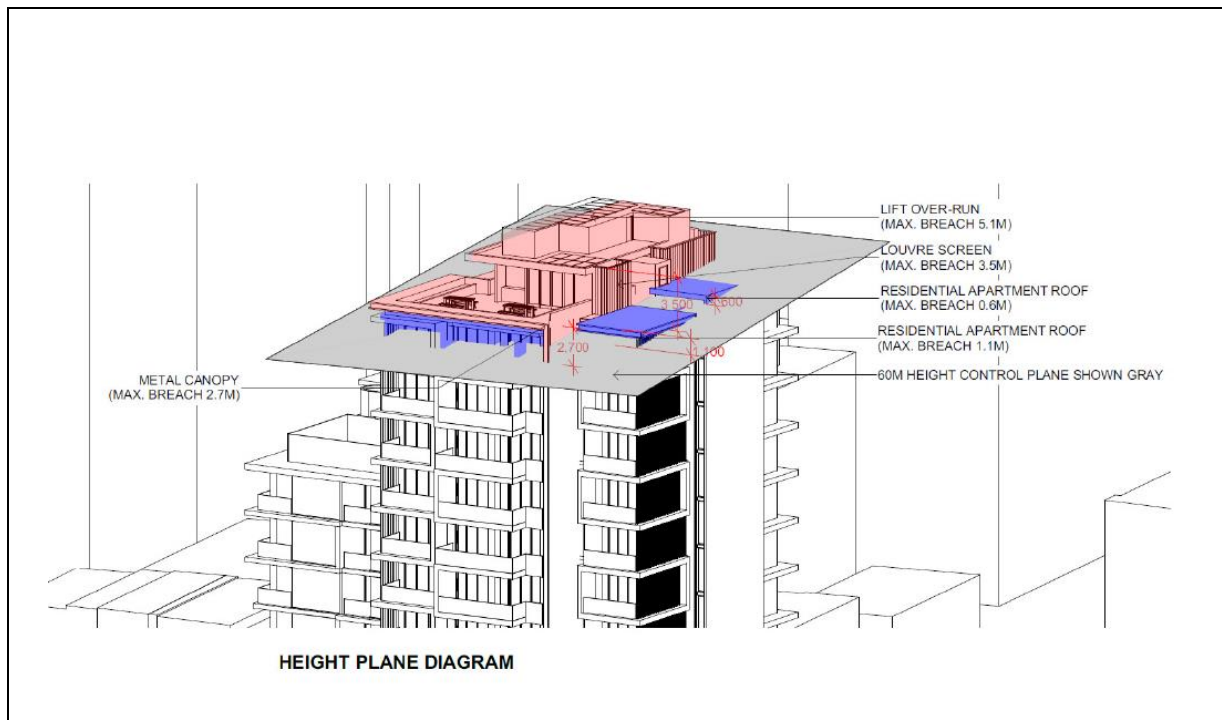 LIFT OVER-RUN
(MAX. BREACH 5.1M)
LOUVRE SCREEN
(MAX. BREACH 3.5M)
RESIDENTIAL APARTMENT ROOF
(MAX. BREACH 0.6M)
RESIDENTIAL APARTMENT ROOF
(MAX. BREACH 1.1M)
60M HEIGHT CONTROL PLANE SHOWN GRAY
3.500
2.700
METAL CANOPY
(MAX. BREACH 2.7M)
HEIGHT PLANE DIAGRAM